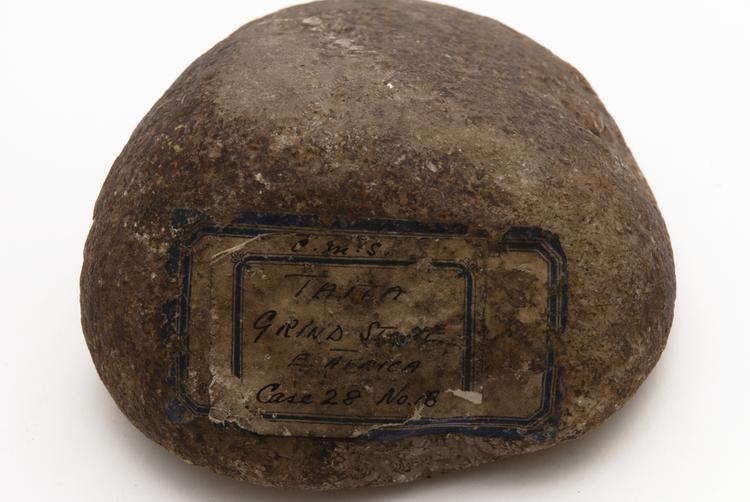 C.M.S.
TAITA
GRIND STONE
E. AFRICA
Case 28 No. 18